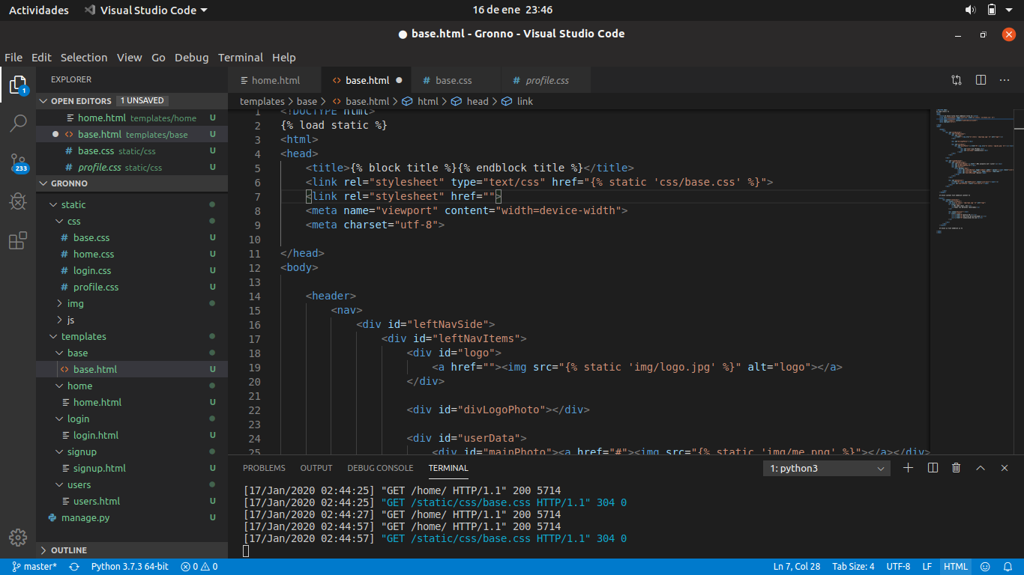 Actividades Visual Studio Code 16 de ene 23:46
base.html - Gronno - Visual Studio Code
File Edit Selection View Go Debug Terminal Help
EXPLORER
OPEN EDITORS 1 UNSAVED
home.html templates/home U
base.html templates/base U
base.css static/css U
profile.css static/css U
GRONNO
static
css
base.css U
home.css U
login.css U
profile.css U
img
js
templates
base
base.html U
home
home.html U
login
login.html U
signup
signup.html U
users
users.html U
manage.py U
OUTLINE
1
233
home.html base.html base.css profile.css
templates > base > base.html > html > head > link
1 <!DOCTYPE html>
2 {% load static %}
3 <html>
4 <head>
5 <title>{% block title %}{% endblock title %}</title>
6 <link rel="stylesheet" type="text/css" href="{% static 'css/base.css' %}">
7 <link rel="stylesheet" href="">
8 <meta name="viewport" content="width=device-width">
9 <meta charset="utf-8">
10
11 </head>
12 <body>
13
14 <header>
15 <nav>
16 <div id="leftNavSide">
17 <div id="leftNavItems">
18 <div id="logo">
19 <a href=""><img src="{% static 'img/logo.jpg' %}" alt="logo"></a>
20 </div>
21
22 <div id="divLogoPhoto"></div>
23
24 <div id="userData">
25 <div id="mainPhoto"><a href="#"><img src="{% static 'img/me.png' %}"></a></div>
PROBLEMS OUTPUT DEBUG CONSOLE TERMINAL 1: python3
[17/Jan/2020 02:44:25] "GET /home/ HTTP/1.1" 200 5714
[17/Jan/2020 02:44:25] "GET /static/css/base.css HTTP/1.1" 304 0
[17/Jan/2020 02:44:27] "GET /home/ HTTP/1.1" 200 5714
[17/Jan/2020 02:44:57] "GET /home/ HTTP/1.1" 200 5714
[17/Jan/2020 02:44:57] "GET /static/css/base.css HTTP/1.1" 304 0
master* Python 3.7.3 64-bit 0 0 Ln 7, Col 28 Tab Size: 4 UTF-8 LF HTML